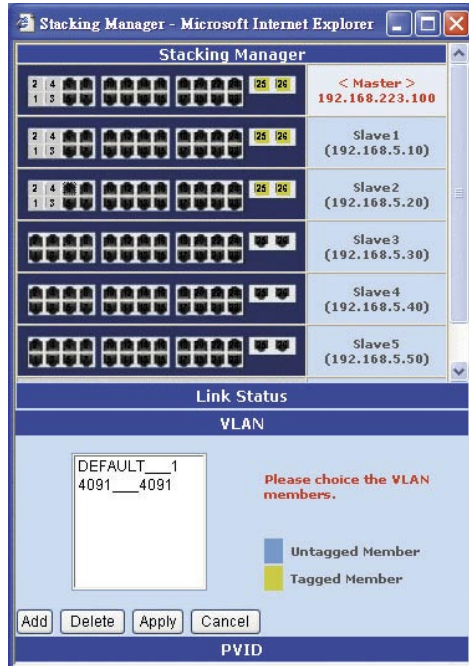 Stacking Manager - Microsoft Internet Explorer
Stacking Manager
2 4 25 26
1 3
< Master >
192.168.223.100
2 4 25 26
1 3
Slave1
(192.168.5.10)
2 4 25 26
1 3
Slave2
(192.168.5.20)
Slave3
(192.168.5.30)
Slave4
(192.168.5.40)
Slave5
(192.168.5.50)
Link Status
VLAN
DEFAULT___1
4091___4091
Please choice the VLAN
members.
Untagged Member
Tagged Member
Add Delete Apply Cancel
PVID